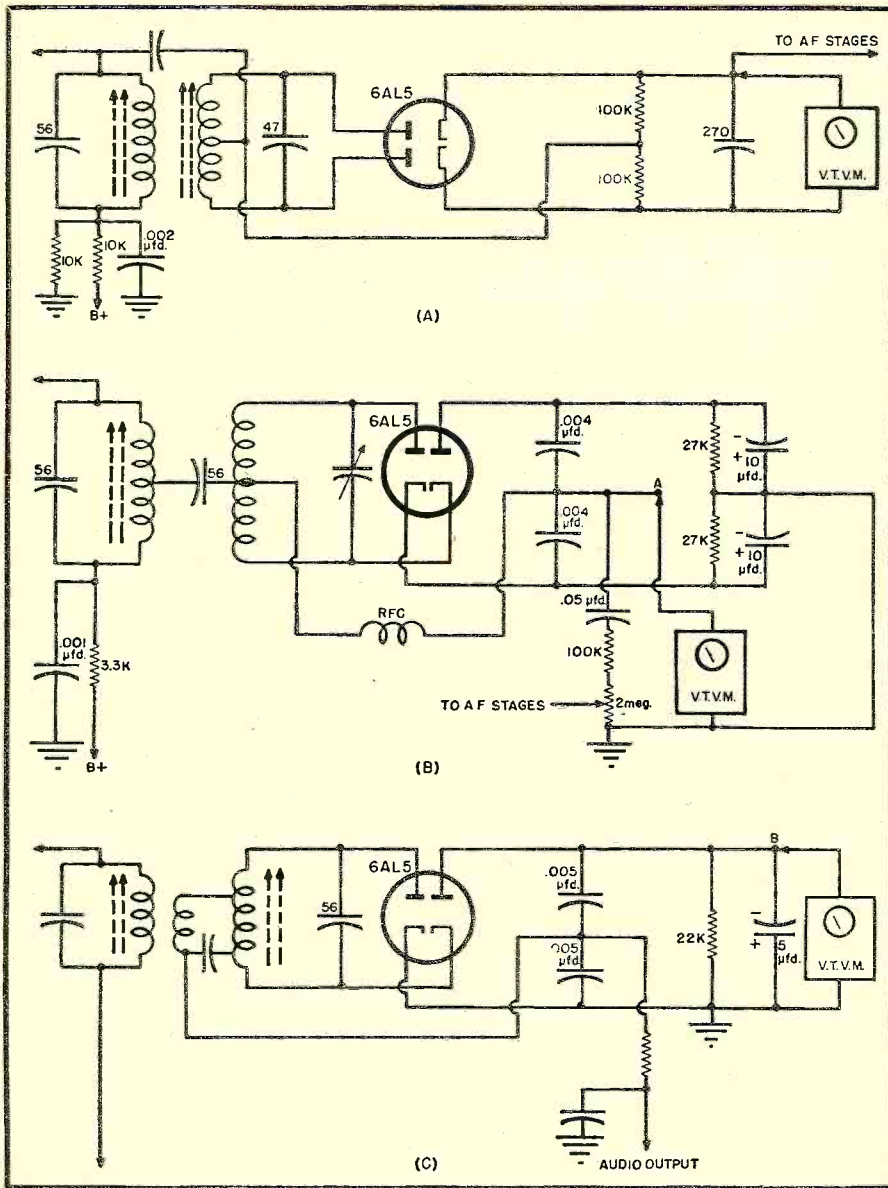 TO AF STAGES
6AL5
56
47
100K
100K
270
V.T.V.M.
10K
10K
.002
µfd.
B+
(A)
56
56
6AL5
.004
µfd.
.004
µfd.
A
27K
27K
-
+
10
µfd.
-
+
10
µfd.
RFC
.05 µfd.
100K
.001
µfd.
3.3K
V.T.V.M.
TO AF STAGES
2meg.
B+
(B)
6AL5
56
.005
µfd.
.005
µfd.
22K
B
-
+
5
µfd.
V.T.V.M.
(C)
AUDIO OUTPUT